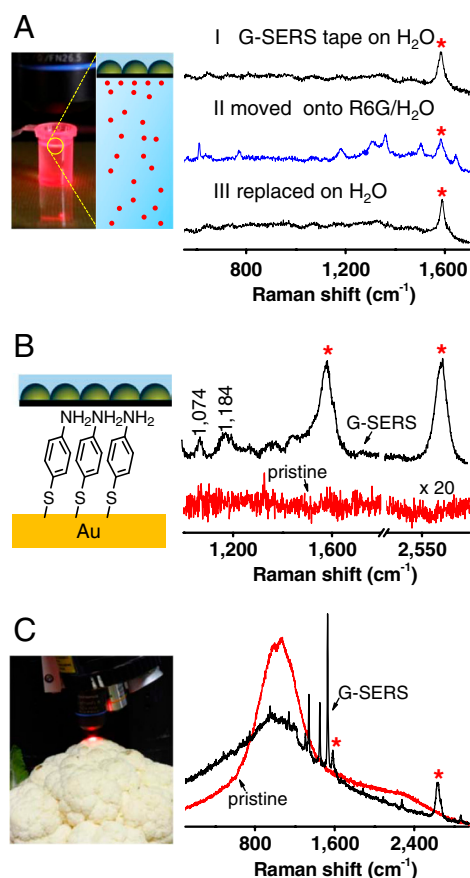 A
/FN26.5
I G-SERS tape on H₂O
*
II moved onto R6G/H₂O
*
III replaced on H₂O
*
800 1,200 1,600
Raman shift (cm⁻¹)
B
NH₂NH₂NH₂
S S S
Au
1,074
1,184
*
*
G-SERS
pristine
x 20
1,200 1,600 2,550
Raman shift (cm⁻¹)
C
G-SERS
*
*
pristine
800 1,600 2,400
Raman shift (cm⁻¹)